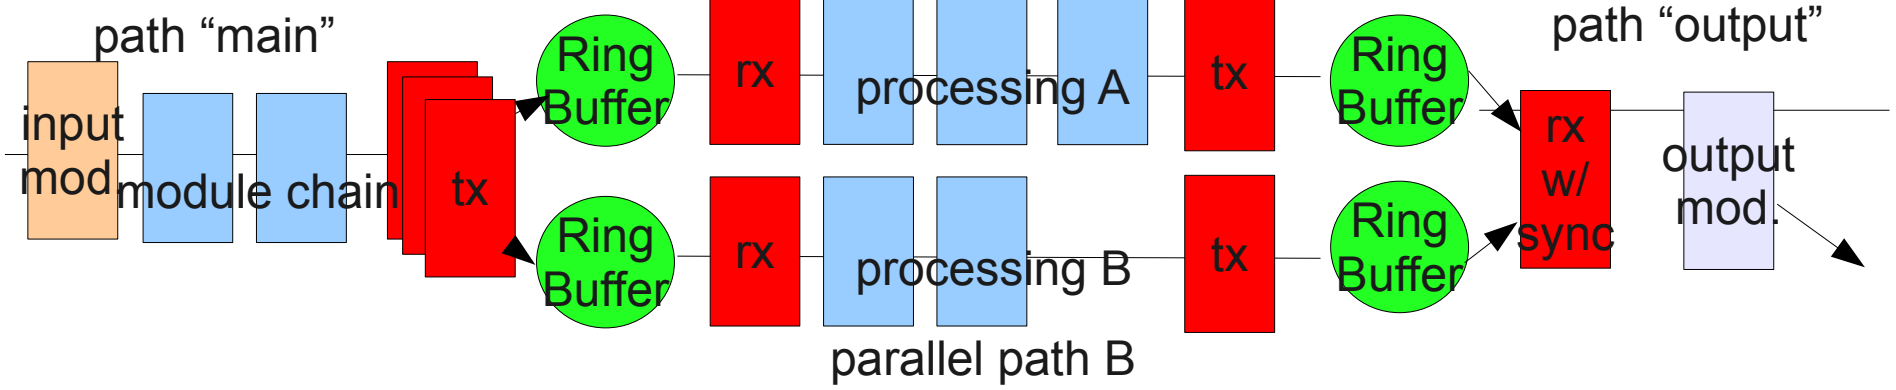 path “main”
input
mod.
module chain
tx
Ring
Buffer
rx
processing A
tx
Ring
Buffer
Ring
Buffer
rx
processing B
tx
Ring
Buffer
parallel path B
path “output”
rx
w/
sync
output
mod.